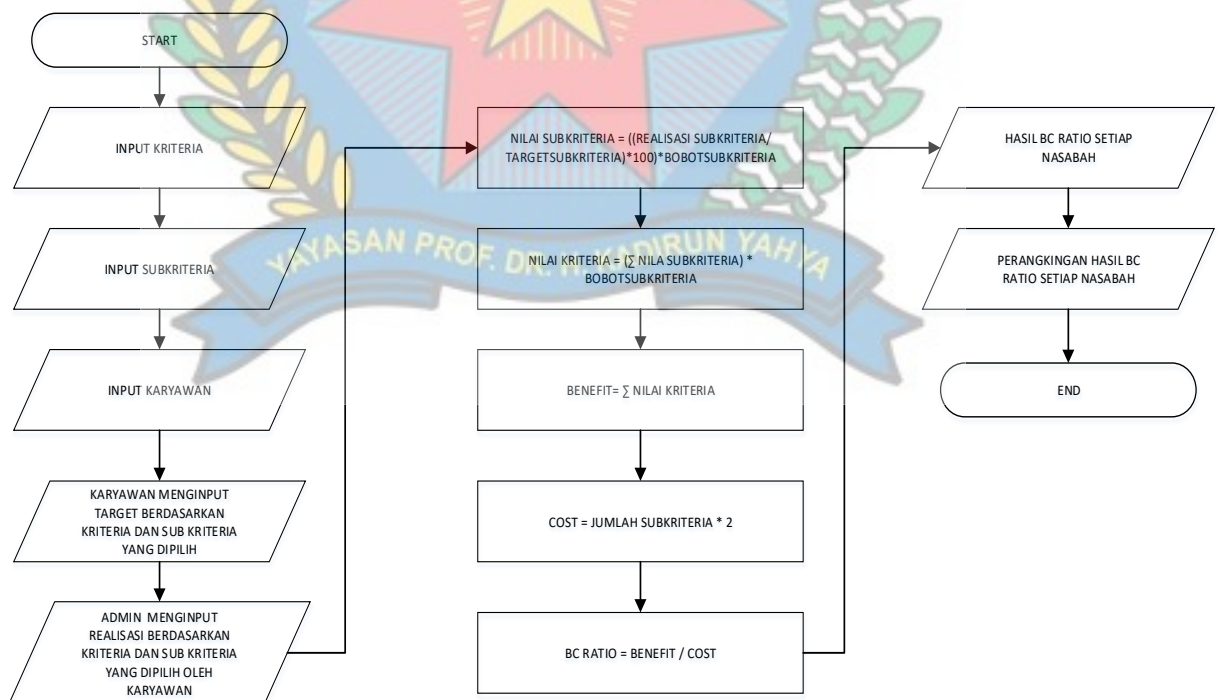 START
INPUT KRITERIA
INPUT SUBKRITERIA
INPUT KARYAWAN
KARYAWAN MENGINPUT
TARGET BERDASARKAN
KRITERIA DAN SUB KRITERIA
YANG DIPILIH
ADMIN MENGINPUT
REALISASI BERDASARKAN
KRITERIA DAN SUB KRITERIA
YANG DIPILIH OLEH
KARYAWAN
NILAI SUBKRITERIA = ((REALISASI SUBKRITERIA/
TARGETSUBKRITERIA)*100)*BOBOTSUBKRITERIA
NILAI KRITERIA = (∑ NILA SUBKRITERIA) *
BOBOTSUBKRITERIA
BENEFIT= ∑ NILAI KRITERIA
COST = JUMLAH SUBKRITERIA * 2
BC RATIO = BENEFIT / COST
HASIL BC RATIO SETIAP
NASABAH
PERANGKINGAN HASIL BC
RATIO SETIAP NASABAH
END
YAYASAN PROF. DR. H. KADIRUN YAHYA